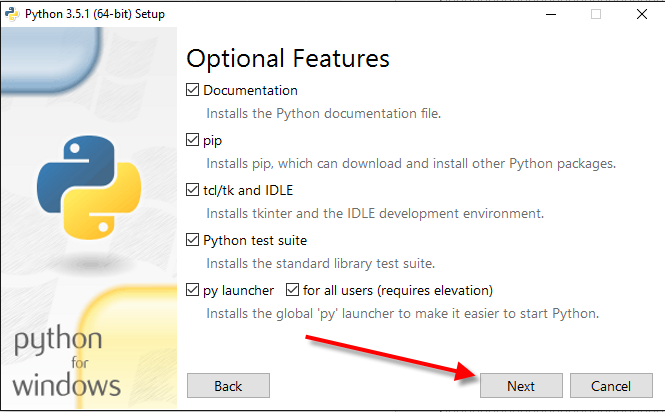 Python 3.5.1 (64-bit) Setup
Optional Features
Documentation
Installs the Python documentation file.
pip
Installs pip, which can download and install other Python packages.
tcl/tk and IDLE
Installs tkinter and the IDLE development environment.
Python test suite
Installs the standard library test suite.
py launcher for all users (requires elevation)
Installs the global 'py' launcher to make it easier to start Python.
python
for
windows
Back Next Cancel